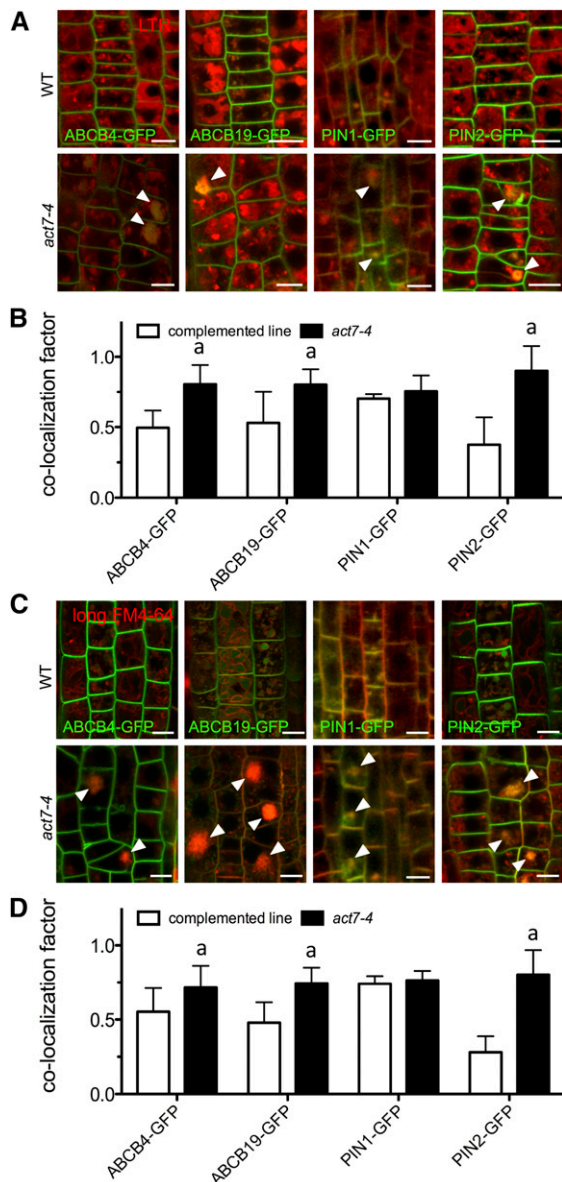 A
WT
ABCB4-GFP
ABCB19-GFP
PIN1-GFP
PIN2-GFP
act7-4
B
co-localization factor
complemented line
act7-4
1.0
0.5
0.0
a
a
a
ABCB4-GFP
ABCB19-GFP
PIN1-GFP
PIN2-GFP
C
long FM4-64
WT
ABCB4-GFP
ABCB19-GFP
PIN1-GFP
PIN2-GFP
act7-4
D
co-localization factor
complemented line
act7-4
1.0
0.5
0.0
a
a
a
ABCB4-GFP
ABCB19-GFP
PIN1-GFP
PIN2-GFP